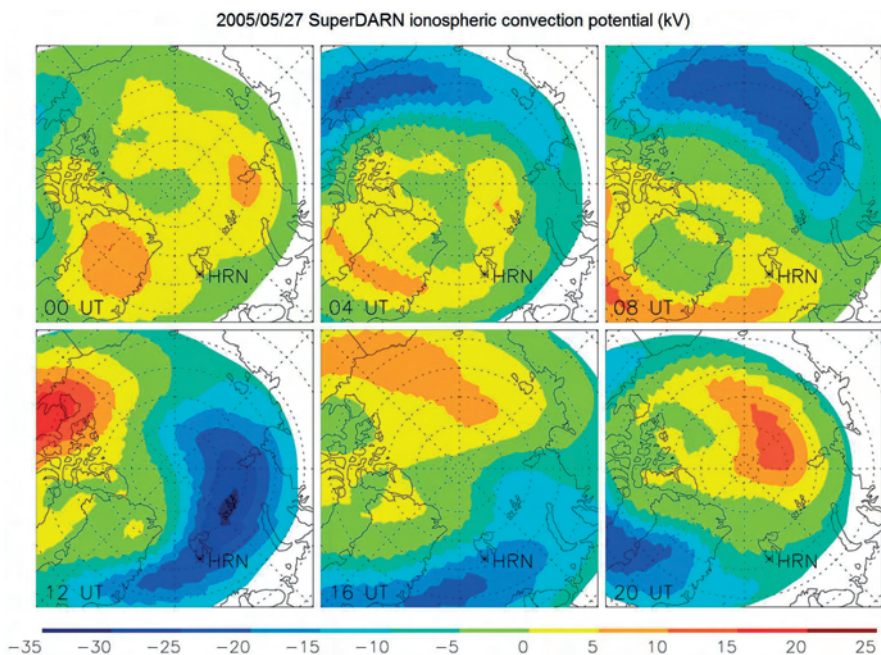 2005/05/27 SuperDARN ionospheric convection potential (kV)
HRN HRN HRN
00 UT 04 UT 08 UT
HRN HRN HRN
12 UT 16 UT 20 UT
−35 −30 −25 −20 −15 −10 −5 0 5 10 15 20 25